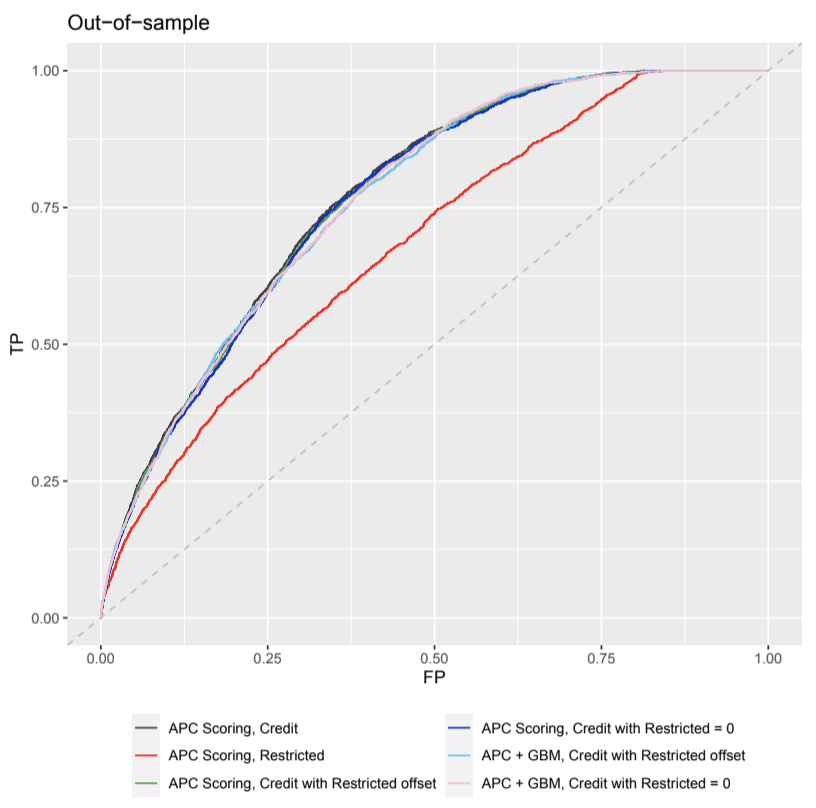 Out−of−sample
1.00
0.75
0.50
0.25
0.00
TP
0.00 0.25 0.50 0.75 1.00
FP
APC Scoring, Credit
APC Scoring, Restricted
APC Scoring, Credit with Restricted offset
APC Scoring, Credit with Restricted = 0
APC + GBM, Credit with Restricted offset
APC + GBM, Credit with Restricted = 0